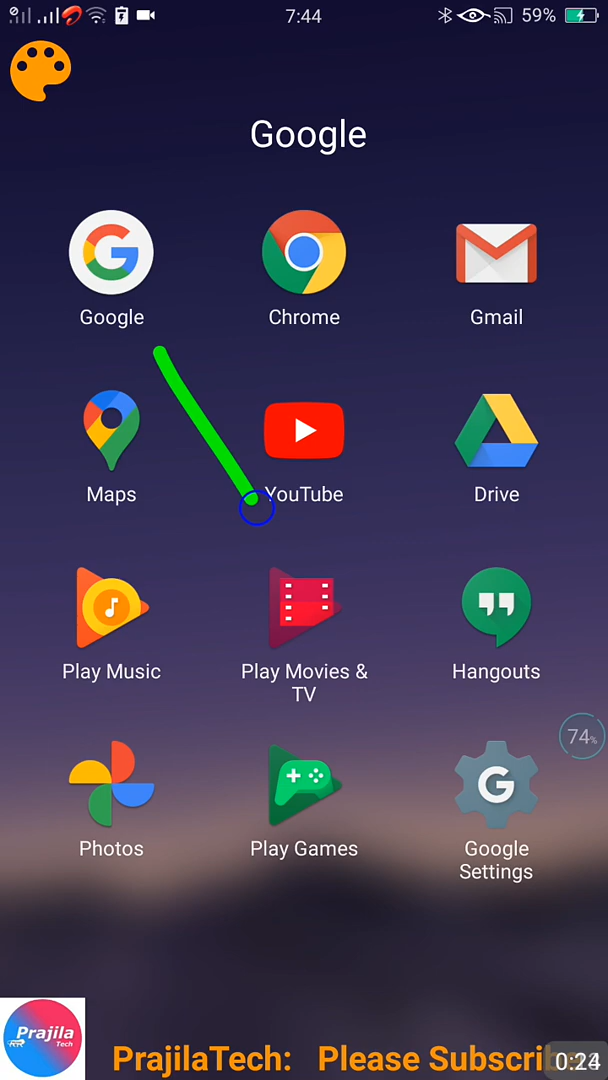 7:44
59%
Google
Google
Chrome
Gmail
Maps
YouTube
Drive
Play Music
Play Movies &
TV
Hangouts
74%
Photos
Play Games
Google
Settings
Prajila
Tech
PrajilaTech: Please Subscribe
0:24